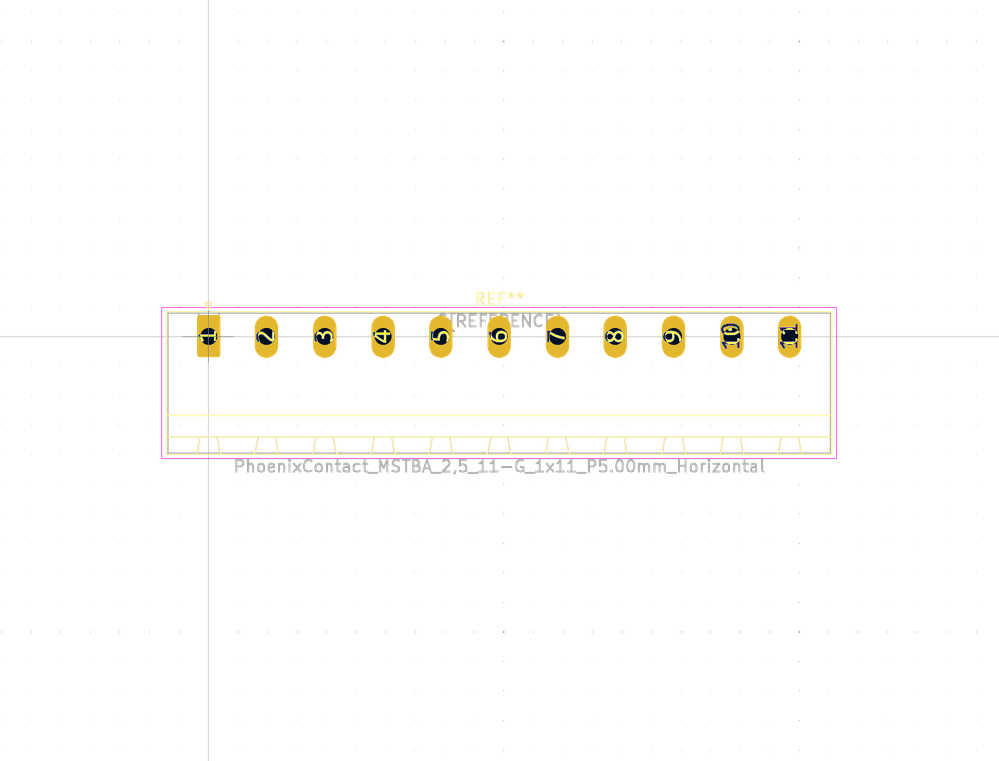 REF**
${REFERENCE}
1 2 3 4 5 6 7 8 9 10 11
PhoenixContact_MSTBA_2,5_11-G_1x11_P5.00mm_Horizontal